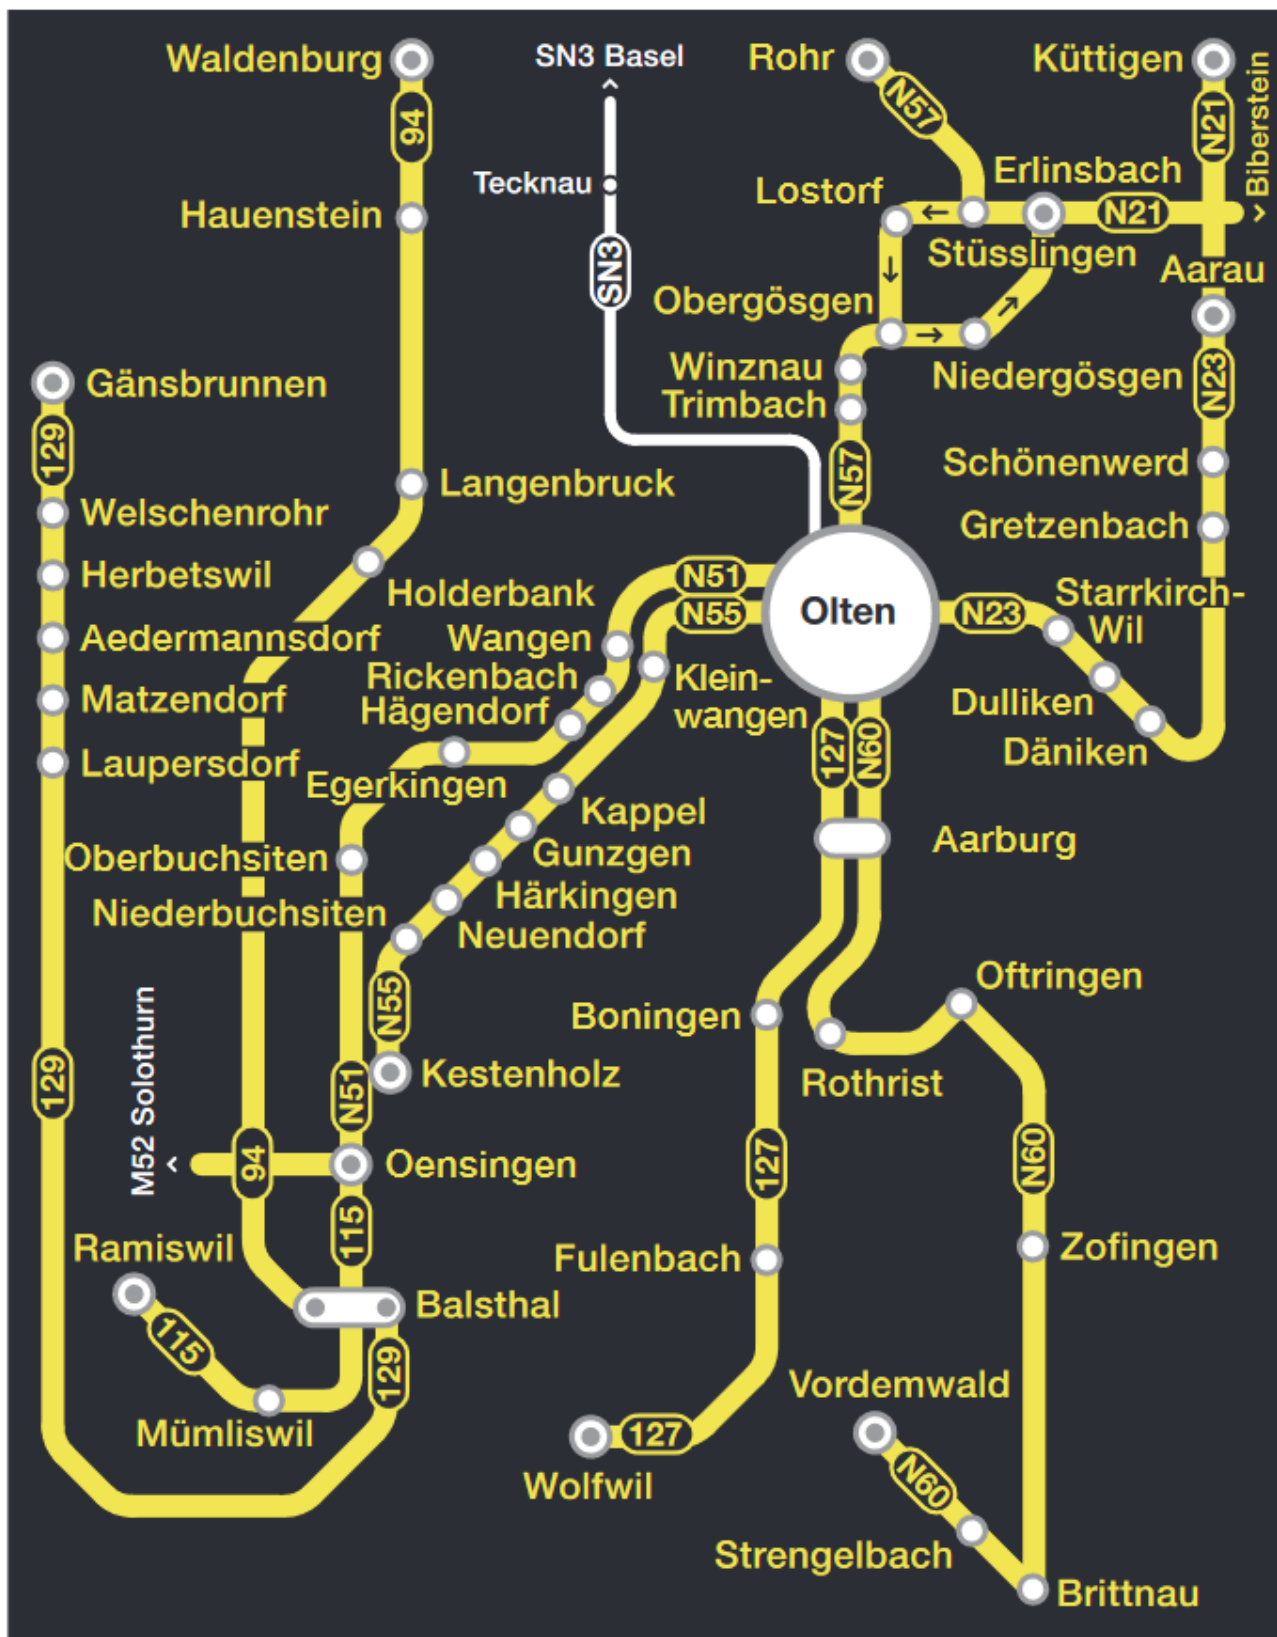 Waldenburg
SN3 Basel
Rohr
Küttigen
94
N57
N21
Biberstein
Tecknau
Erlinsbach
Lostorf
Hauenstein
N21
SN3
Stüsslingen
Aarau
Obergösgen
Gänsbrunnen
Winznau
Niedergösgen
N23
Trimbach
129
Langenbruck
N57
Schönenwerd
Welschenrohr
Gretzenbach
Herbetswil
Holderbank
N51
Olten
N23
Starrkirch-
Wil
N55
Aedermannsdorf
Wangen
Rickenbach
Klein-
wangen
Matzendorf
Hägendorf
Dulliken
Däniken
Laupersdorf
Egerkingen
127
N60
Kappel
Aarburg
Oberbuchsiten
Gunzgen
Niederbuchsiten
Härkingen
Neuendorf
Oftringen
N55
Boningen
M52 Solothurn
129
N51
Kestenholz
Rothrist
94
Oensingen
127
N60
Ramiswil
115
Fulenbach
Zofingen
Balsthal
115
129
Vordemwald
Mümliswil
127
Wolfwil
N60
Strengelbach
Brittnau